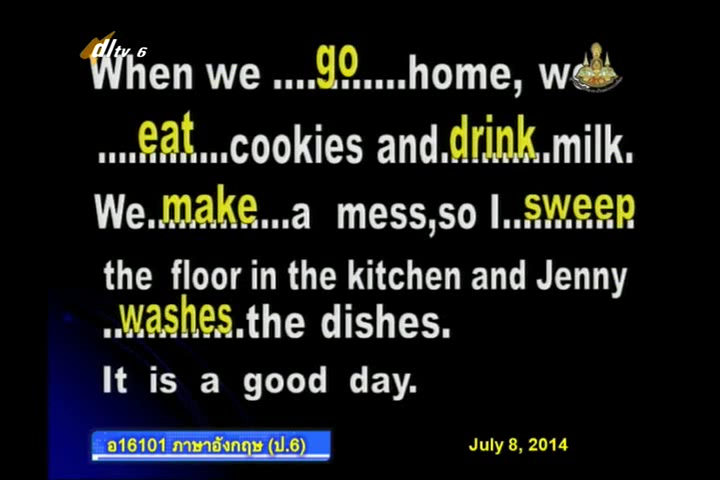 dltv 6
When we ....go.......home, we
.............eat.............cookies and...drink...milk.
We...make...a mess,so I...sweep...
the floor in the kitchen and Jenny
...washes...the dishes.
It is a good day.
อ16101 ภาษาอังกฤษ (ป.6)
July 8, 2014